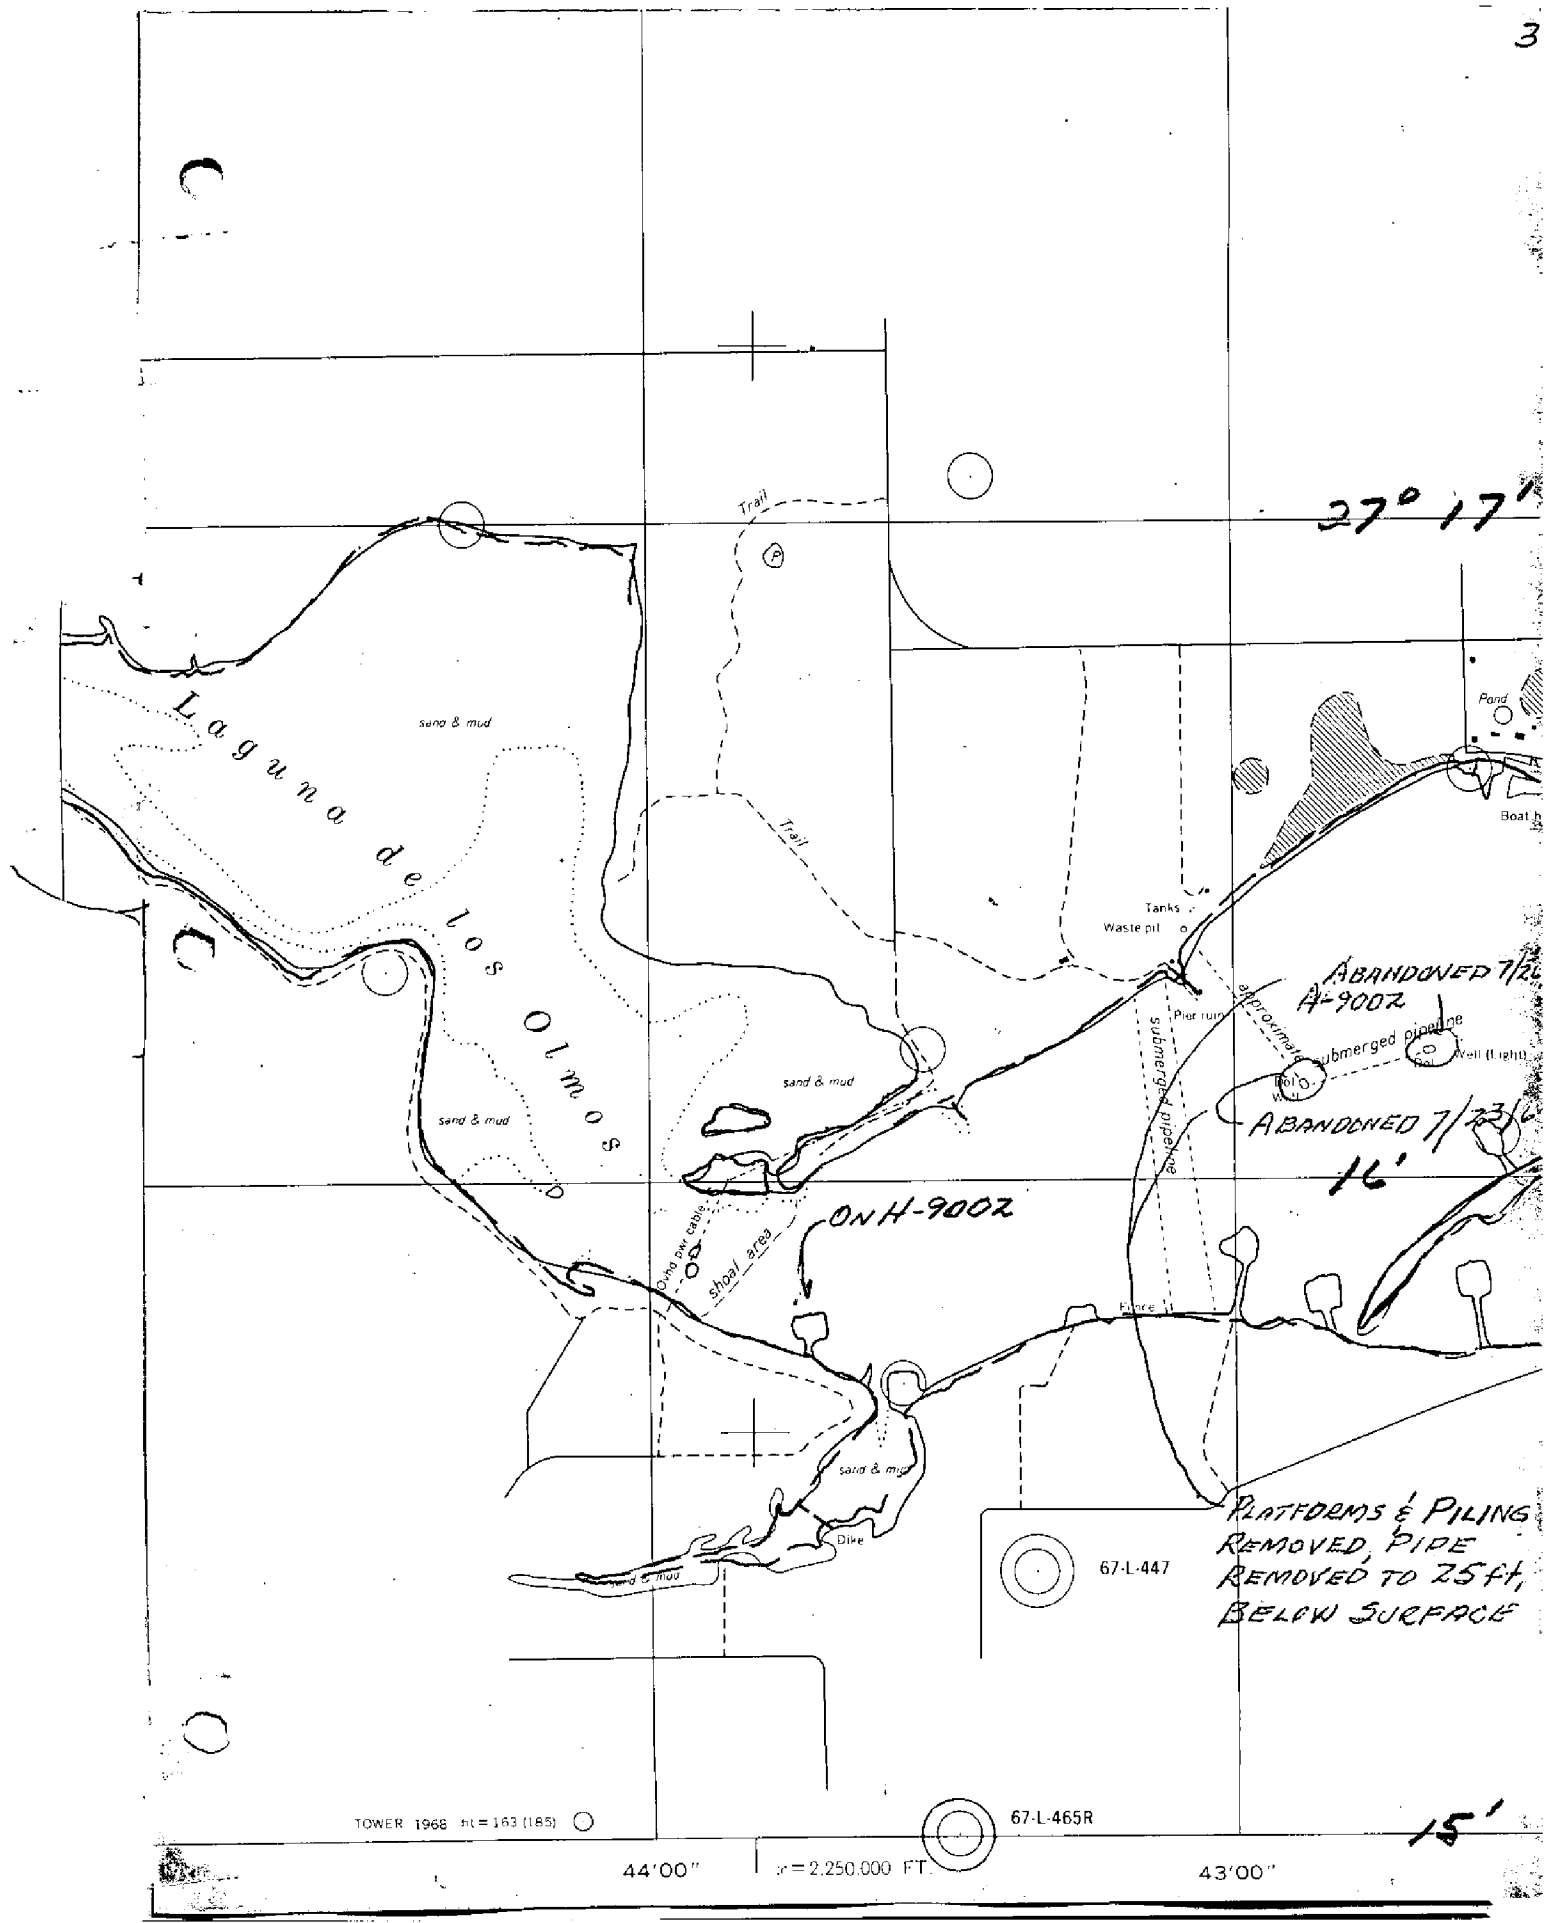 3
27° 17'
Trail
P
Laguna de los Olmos
sand & mud
Pond
Trail
Tanks
Waste pit
ABANDONED
H-9002
approximate
Pier ruin
submerged pipeline
submerged pipeline
Well (Light)
Dol
Dol
Well
sand & mud
sand & mud
ABANDONED 7/23/6
16'
Ovhd pwr cable
shoal area
ON H-9002
Fence
sand & mud
Dike
sand & mud
67-L-447
PLATFORMS & PILING
REMOVED, PIPE
REMOVED TO 25 ft,
BELOW SURFACE
TOWER 1968 ht = 163 (185)
67-L-465R
15'
44'00"
x = 2,250,000 FT.
43'00"